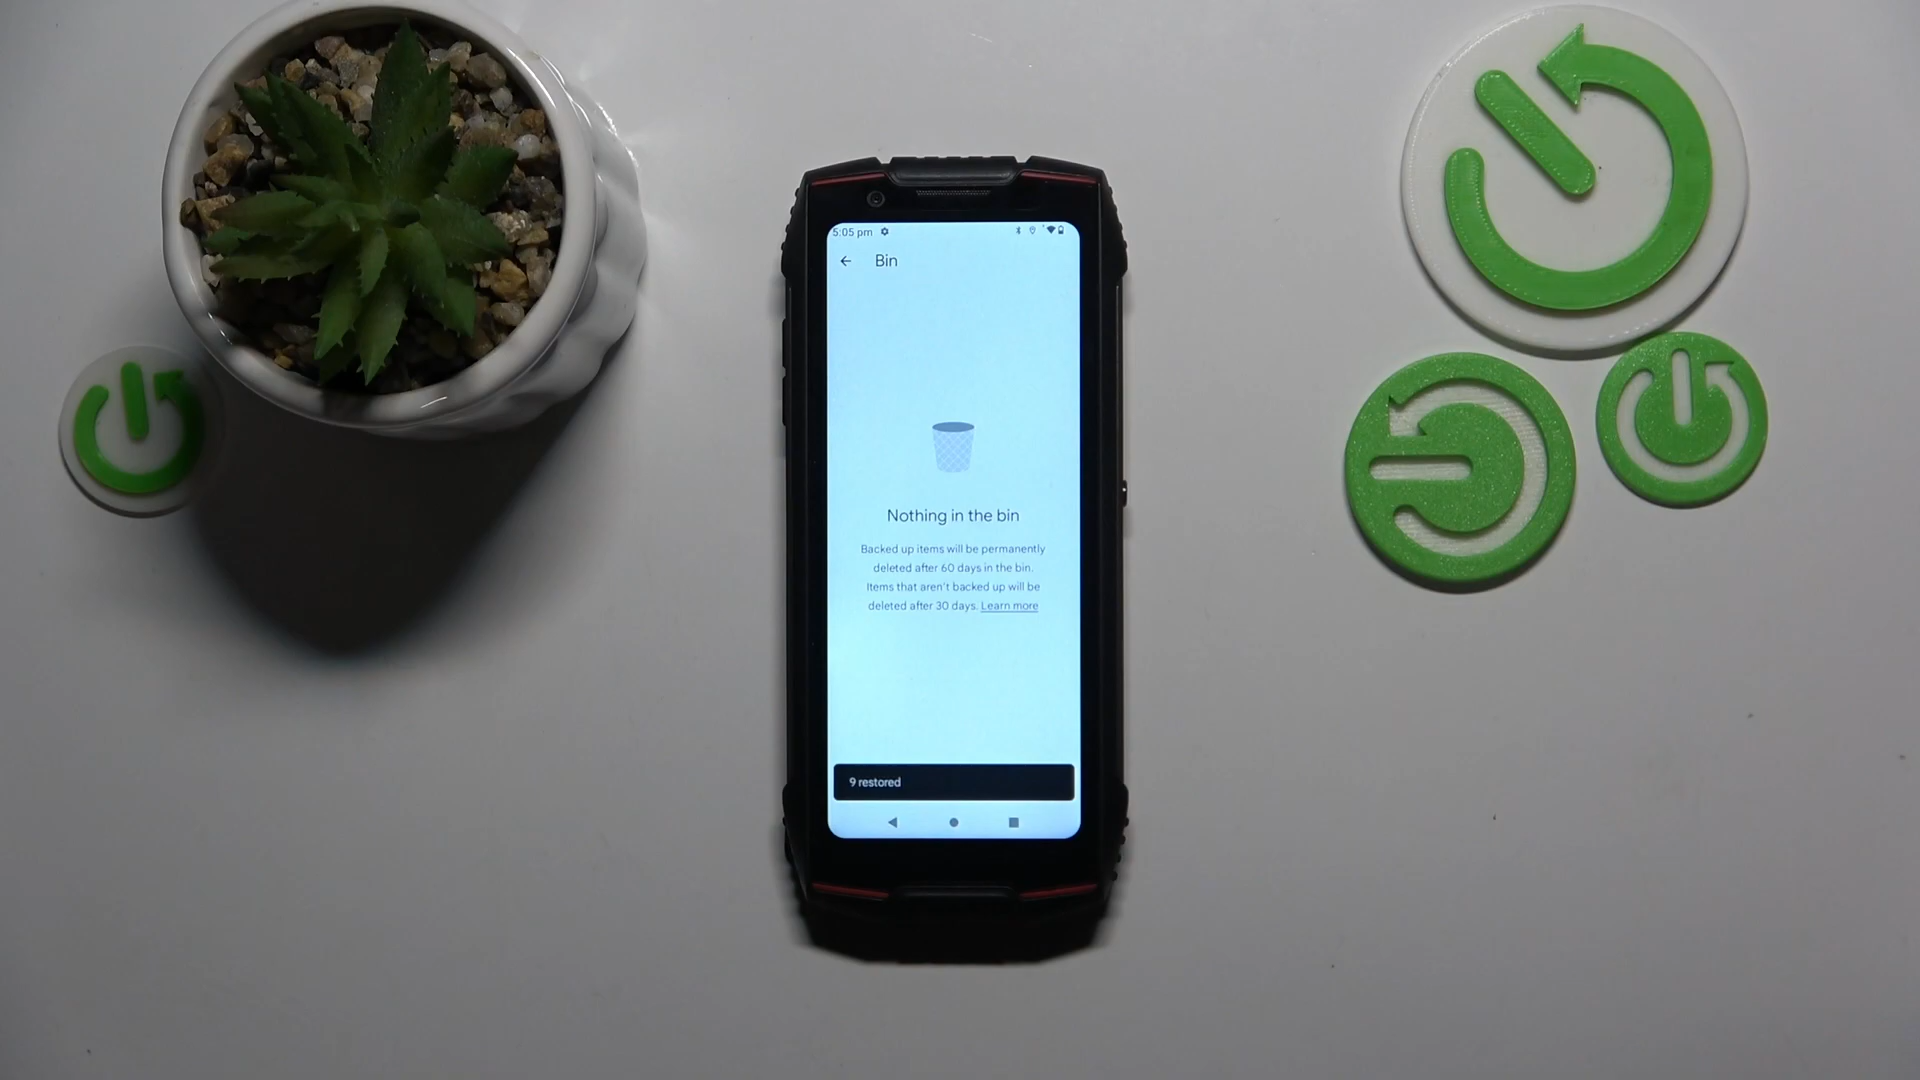 5:05 pm
Bin
Nothing in the bin
Backed up items will be permanently
deleted after 60 days in the bin.
Items that aren't backed up will be
deleted after 30 days. Learn more
9 restored